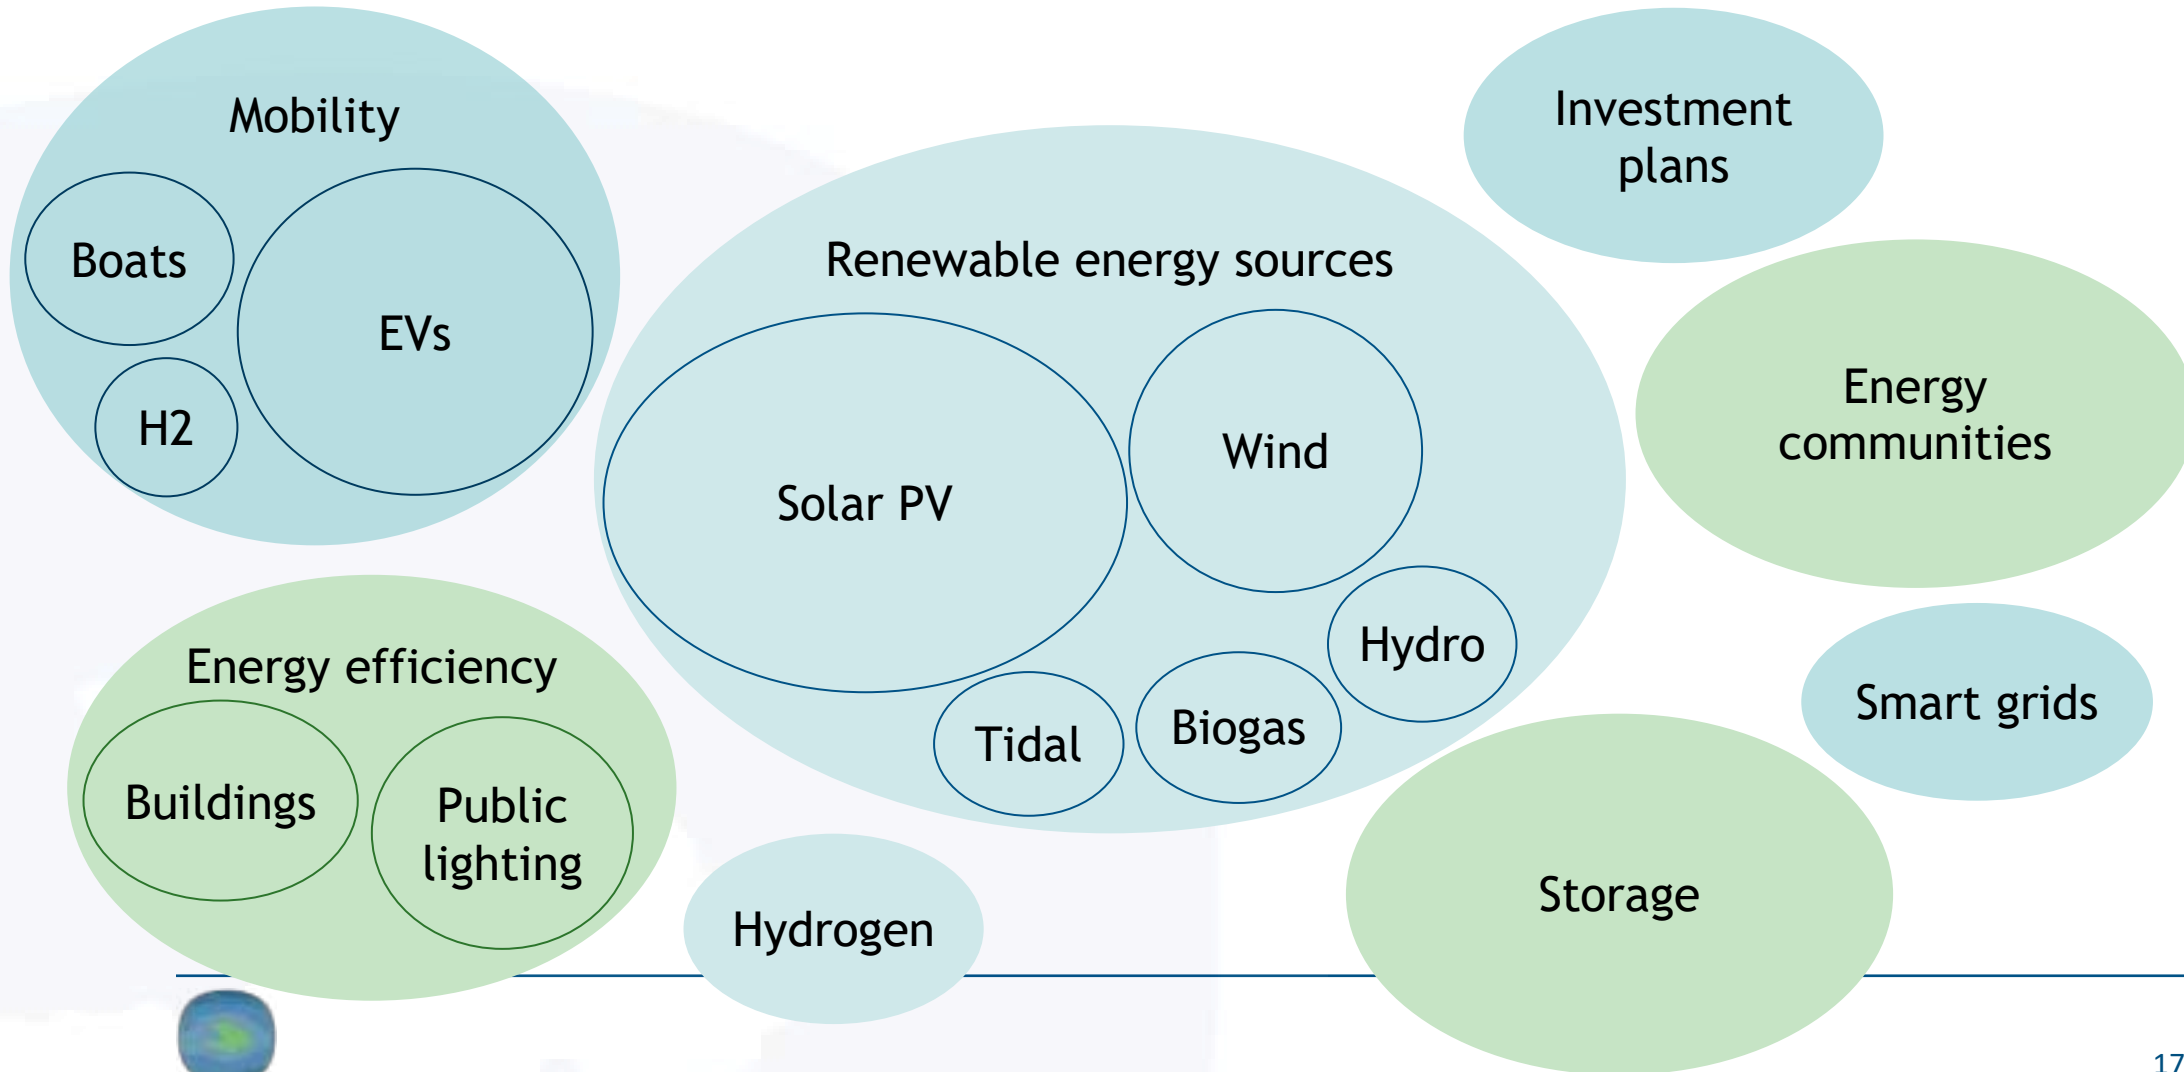 Mobility
Boats
EVs
H2
Renewable energy sources
Solar PV
Wind
Hydro
Biogas
Tidal
Investment
plans
Energy
communities
Smart grids
Energy efficiency
Buildings
Public
lighting
Hydrogen
Storage
17